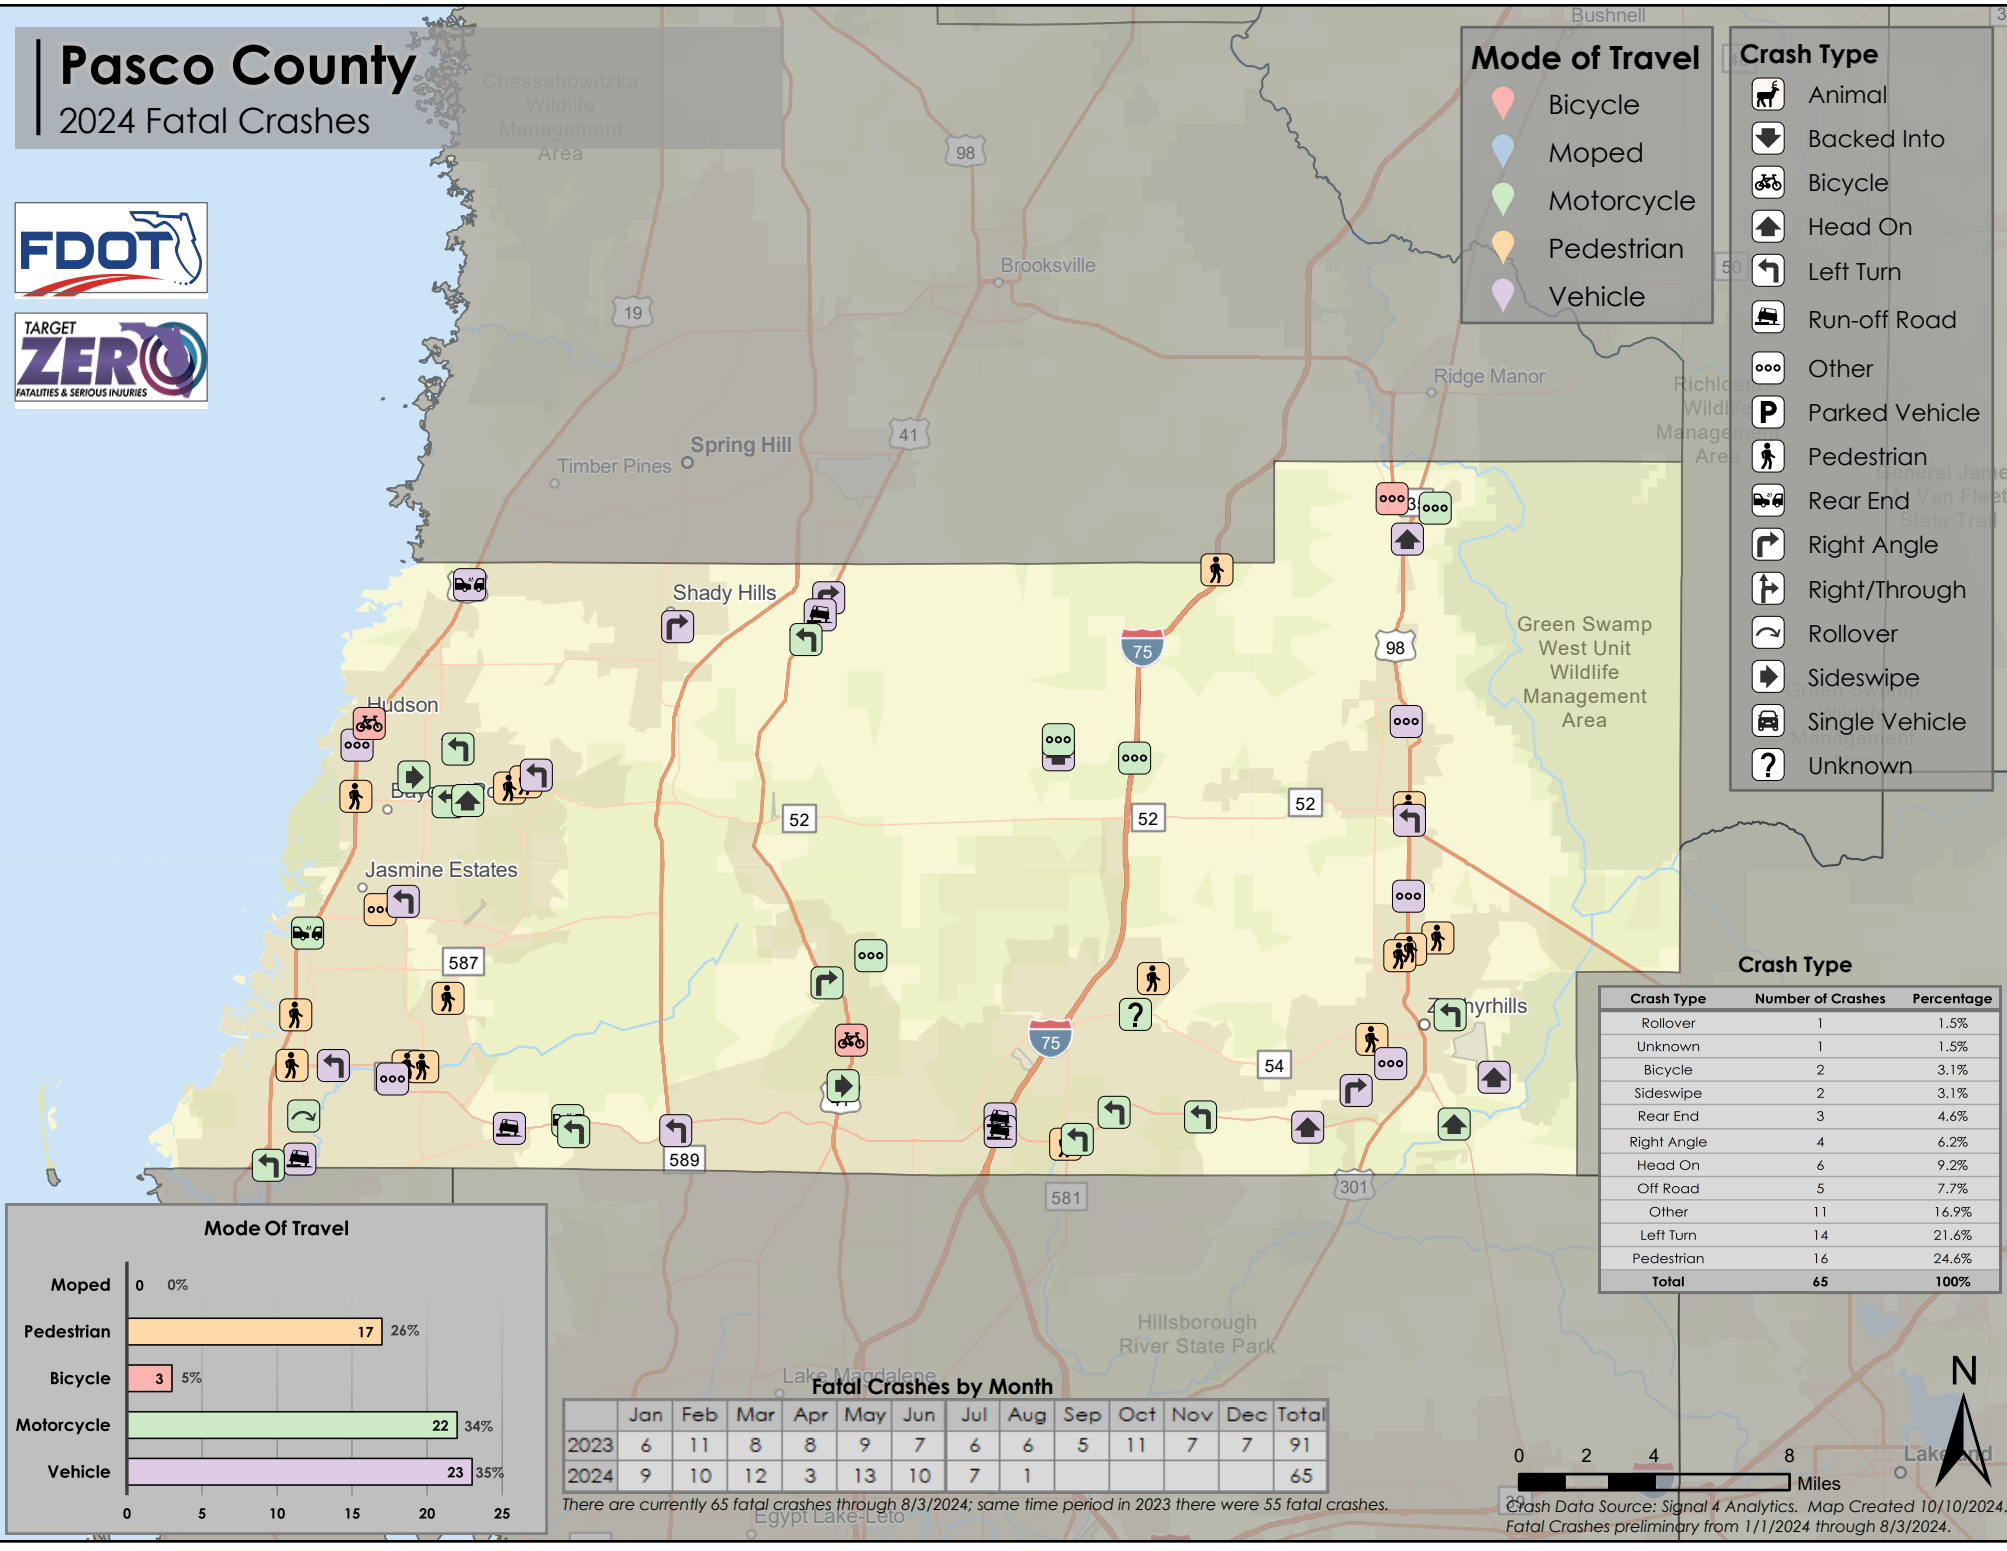 Pasco County
2024 Fatal Crashes
FDOT
TARGET
ZERO
FATALITIES & SERIOUS INJURIES
Mode of Travel
Bicycle
Moped
Motorcycle
Pedestrian
Vehicle
Crash Type
Animal
Backed Into
Bicycle
Head On
Left Turn
Run-off Road
Other
P
Parked Vehicle
Pedestrian
Rear End
Right Angle
Right/Through
Rollover
Sideswipe
Single Vehicle
?
Unknown
Bushnell
Chassahowitzka
Wildlife
Management
Area
98
Brooksville
50
19
Ridge Manor
41
Spring Hill
Timber Pines
Shady Hills
75
98
Green Swamp
West Unit
Wildlife
Management
Area
Hudson
52
52
52
Jasmine Estates
587
?
Zephyrhills
75
54
589
581
301
Hillsborough
River State Park
Lake Magdalene
Egypt Lake-Leto
Lakeland
Crash Type
Crash Type Number of Crashes Percentage
Rollover 1 1.5%
Unknown 1 1.5%
Bicycle 2 3.1%
Sideswipe 2 3.1%
Rear End 3 4.6%
Right Angle 4 6.2%
Head On 6 9.2%
Off Road 5 7.7%
Other 11 16.9%
Left Turn 14 21.6%
Pedestrian 16 24.6%
Total 65 100%
Mode Of Travel
Moped 0 0%
Pedestrian 17 26%
Bicycle 3 5%
Motorcycle 22 34%
Vehicle 23 35%
0 5 10 15 20 25
Fatal Crashes by Month
Jan Feb Mar Apr May Jun Jul Aug Sep Oct Nov Dec Total
2023 6 11 8 8 9 7 6 6 5 11 7 7 91
2024 9 10 12 3 13 10 7 1 65
There are currently 65 fatal crashes through 8/3/2024; same time period in 2023 there were 55 fatal crashes.
N
0 2 4 8
Miles
Crash Data Source: Signal 4 Analytics. Map Created 10/10/2024.
Fatal Crashes preliminary from 1/1/2024 through 8/3/2024.